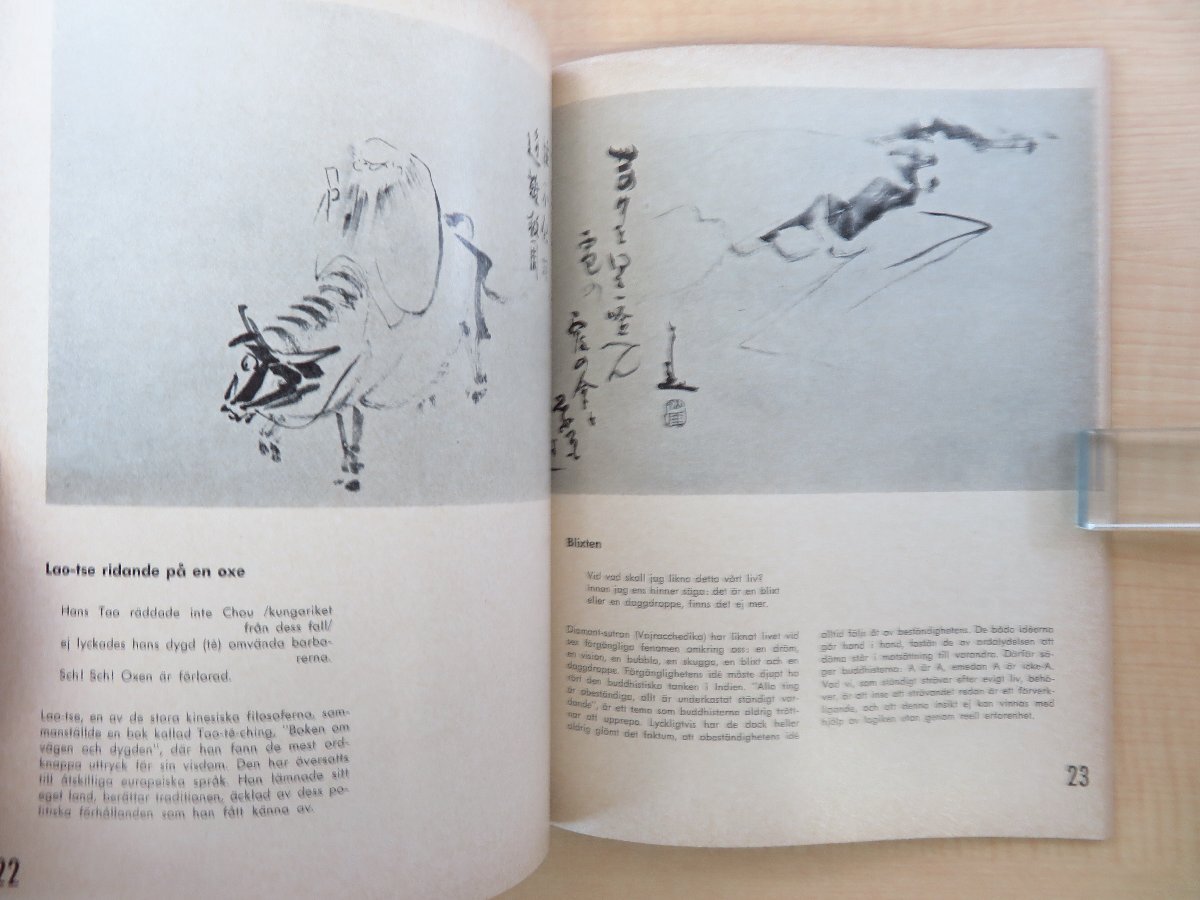 Lao-tse ridande på en oxe
Hans Tao räddade inte Chou /kungariket
från dess fall/
ej lyckades hans dygd (tê) omvända barba-
rerna.
Sch! Sch! Oxen är förlorad.
Lao-tse, en av de stora kinesiska filosoferna, sam-
manställde en bok kallad Tao-tê-ching, "Boken om
vägen och dygden", där han fann de mest ord-
knappa uttryck för sin visdom. Den har översatts
till åtskilliga europeiska språk. Han lämnade sitt
eget land, berättar traditionen, äcklad av dess po-
litiska förhållanden som han fått känna av.
22
Blixten
Vid vad skall jag likna detta vårt liv?
Innan jag ens hinner säga: det är en blixt
eller en daggdroppe, finns det ej mer.
Diamant-sutran (Vajracchedika) har liknat livet vid
sex förgängliga fenomen omkring oss: en dröm,
en vision, en bubbla, en skugga, en blixt och en
daggdroppe. Förgänglighetens idé måste djupt ha
rört den buddhistiska tanken i Indien. "Alla ting
är obeständiga, allt är underkastat ständigt var-
dande", är ett tema som buddhisterna aldrig trött-
nar att upprepa. Lyckligtvis har de dock heller
aldrig glömt det faktum, att obeständighetens idé
alltid följs åt av beständighetens. De båda idéerna
går hand i hand, fastän de av ordalydelsen att
döma står i motsättning till varandra. Därför sä-
ger buddhisterna: A är A, emedan A är icke-A.
Vad vi, som ständigt strävar efter evigt liv, behö-
ver, är att inse att strävandet redan är ett förverk-
ligande, och att denna insikt ej kan vinnas med
hjälp av logiken utan genom reell erfarenhet.
23